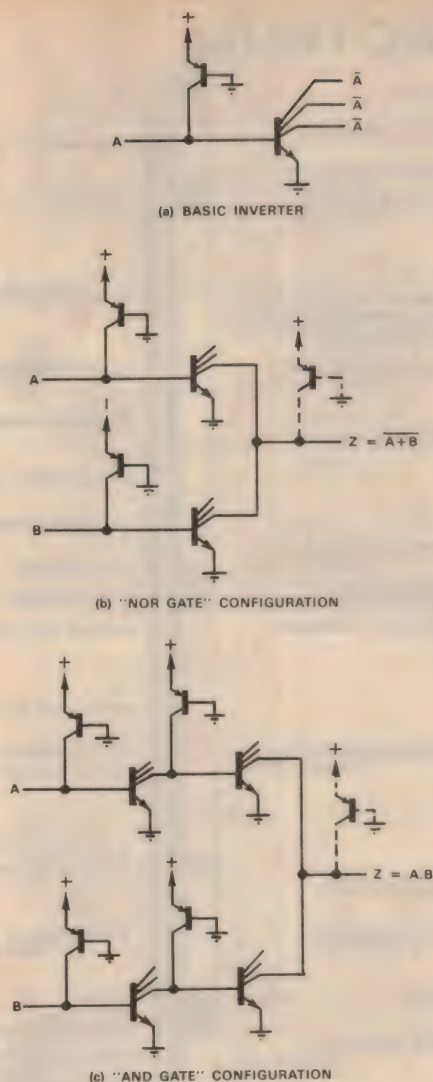 +
Ā
Ā
Ā
A
(a) BASIC INVERTER
+
+
A
Z = A̅+̅B̅
B
(b) "NOR GATE" CONFIGURATION
+
+
+
A
+
+
Z = A.B
B
(c) "AND GATE" CONFIGURATION